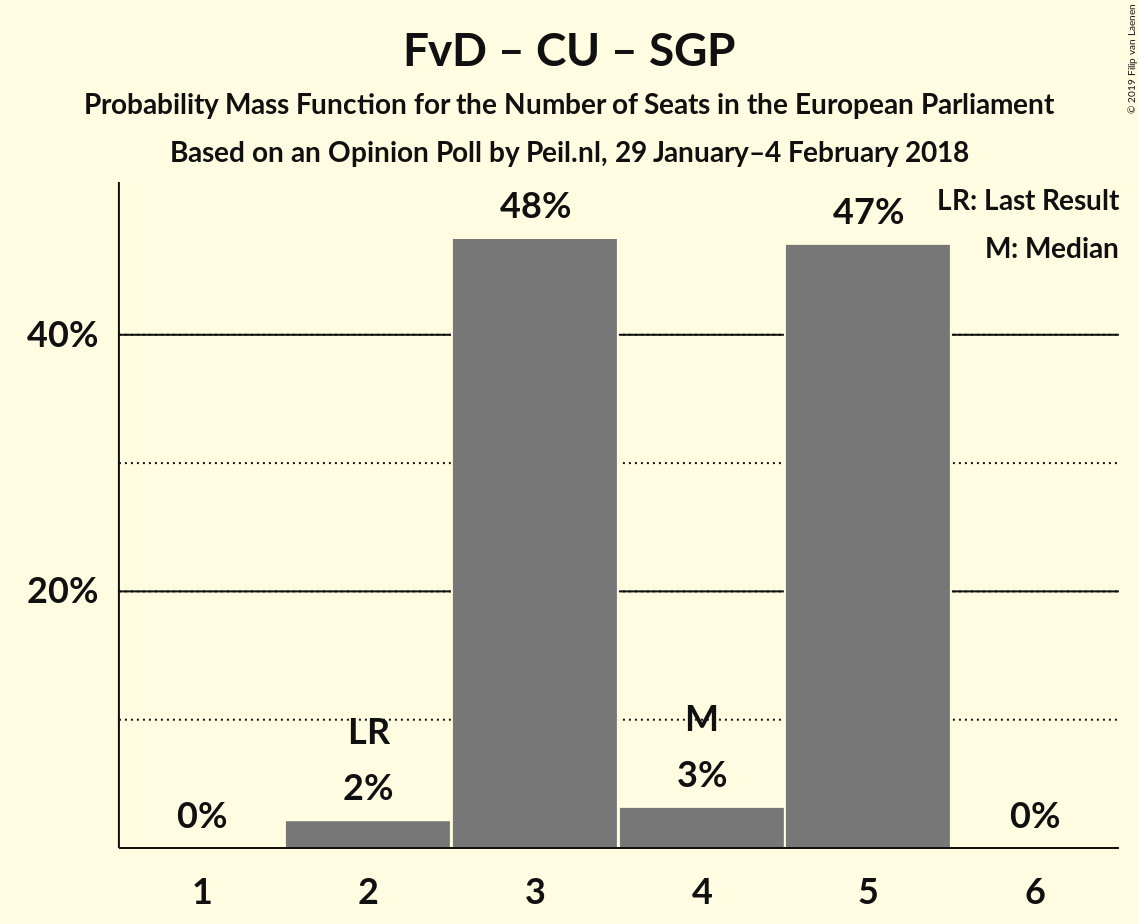 FvD – CU – SGP
Probability Mass Function for the Number of Seats in the European Parliament
Based on an Opinion Poll by Peil.nl, 29 January–4 February 2018
© 2019 Filip van Laenen
48%
47%
LR: Last Result
M: Median
40%
20%
LR
M
2%
3%
0%
0%
1 2 3 4 5 6